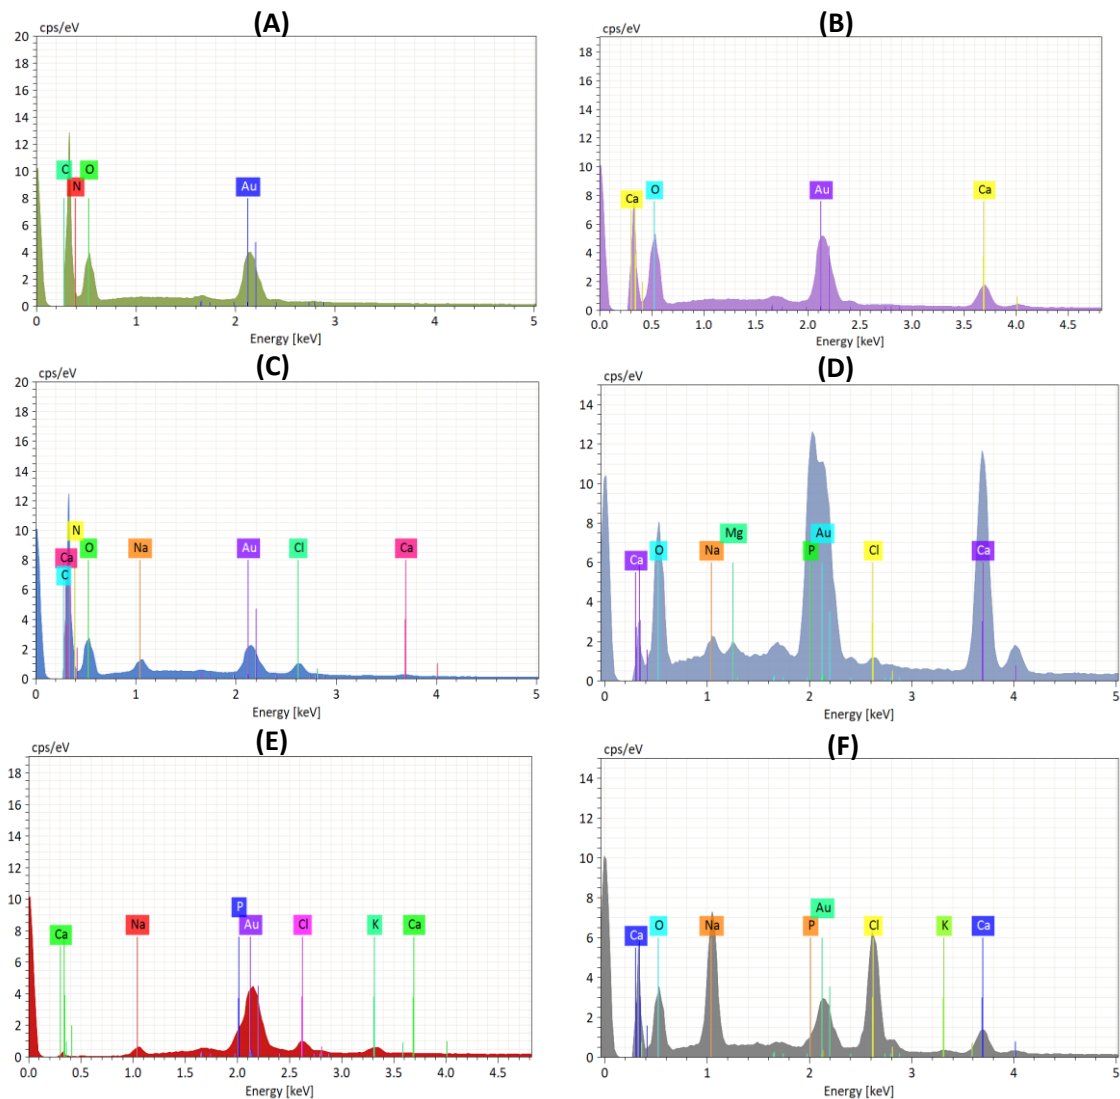 (A)
cps/eV
20
18
16
14
12
10
8
6
4
2
0
C O
N Au
0 1 2 3 4 5
Energy [keV]
(B)
cps/eV
18
16
14
12
10
8
6
4
2
0
Ca O Au Ca
0.0 0.5 1.0 1.5 2.0 2.5 3.0 3.5 4.0 4.5
Energy [keV]
(C)
cps/eV
20
18
16
14
12
10
8
6
4
2
0
N
Ca O Na Au Cl Ca
C
0 1 2 3 4 5
Energy [keV]
(D)
cps/eV
14
12
10
8
6
4
2
0
Mg Au
Ca O Na P Cl Ca
0 1 2 3 4 5
Energy [keV]
(E)
cps/eV
18
16
14
12
10
8
6
4
2
0
P
Ca Na Au Cl K Ca
0.0 0.5 1.0 1.5 2.0 2.5 3.0 3.5 4.0 4.5
Energy [keV]
(F)
cps/eV
14
12
10
8
6
4
2
0
Au
Ca O Na P Cl K Ca
0 1 2 3 4 5
Energy [keV]